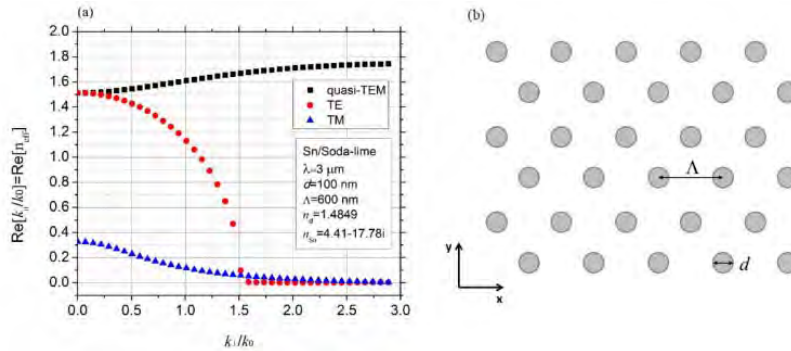 (a)
2.0
1.8
1.6
1.4
1.2
1.0
0.8
0.6
0.4
0.2
0.0
Re[kz/k0]=Re[neff]
quasi-TEM
TE
TM
Sn/Soda-lime
λ=3 μm
d=100 nm
Λ=600 nm
nd=1.4849
nSn=4.41-17.78i
0.0 0.5 1.0 1.5 2.0 2.5 3.0
k⊥/k0
(b)
Λ
d
y
x